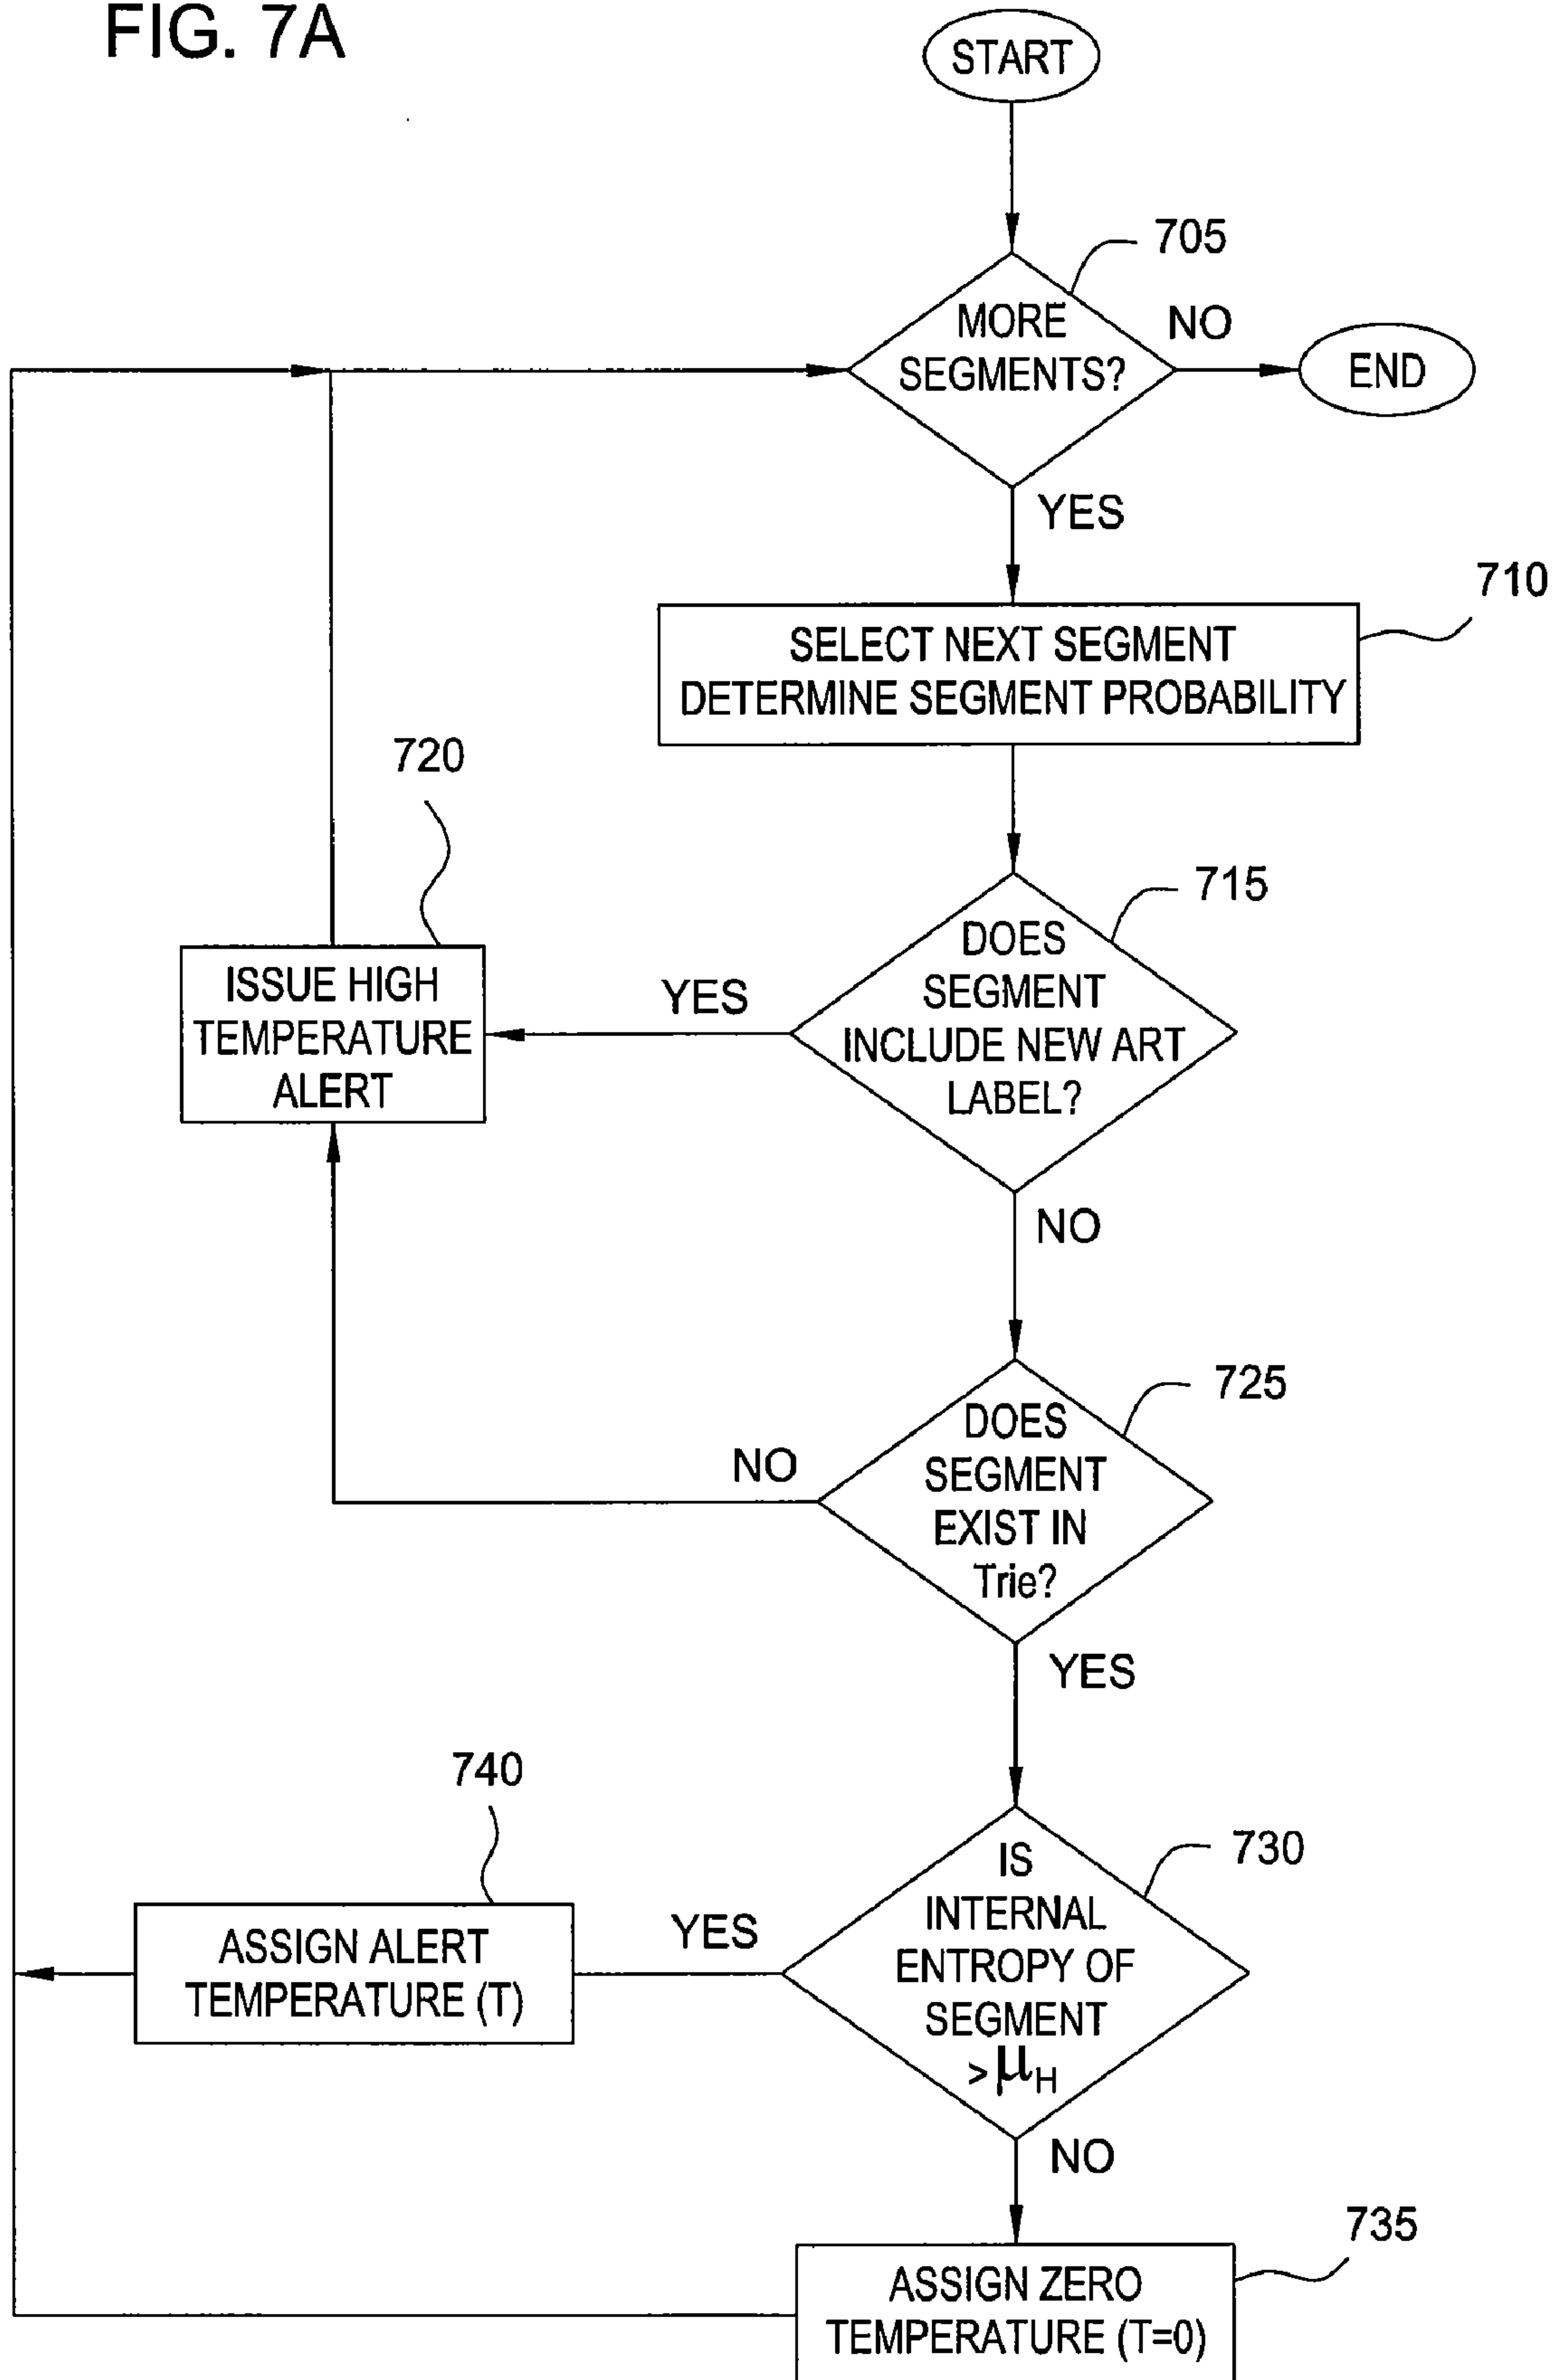 FIG. 7A
START
705
MORE
SEGMENTS?
NO
END
YES
710
SELECT NEXT SEGMENT
DETERMINE SEGMENT PROBABILITY
720
715
ISSUE HIGH
TEMPERATURE
ALERT
YES
DOES
SEGMENT
INCLUDE NEW ART
LABEL?
NO
725
DOES
SEGMENT
EXIST IN
Trie?
NO
YES
740
730
ASSIGN ALERT
TEMPERATURE (T)
YES
IS
INTERNAL
ENTROPY OF
SEGMENT
>μH
NO
735
ASSIGN ZERO
TEMPERATURE (T=0)